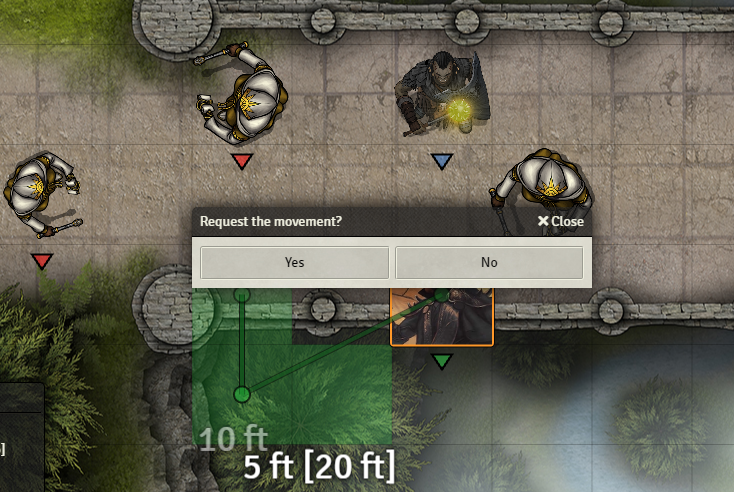 Request the movement?
✖ Close
Yes
No
10 ft
5 ft [20 ft]
]